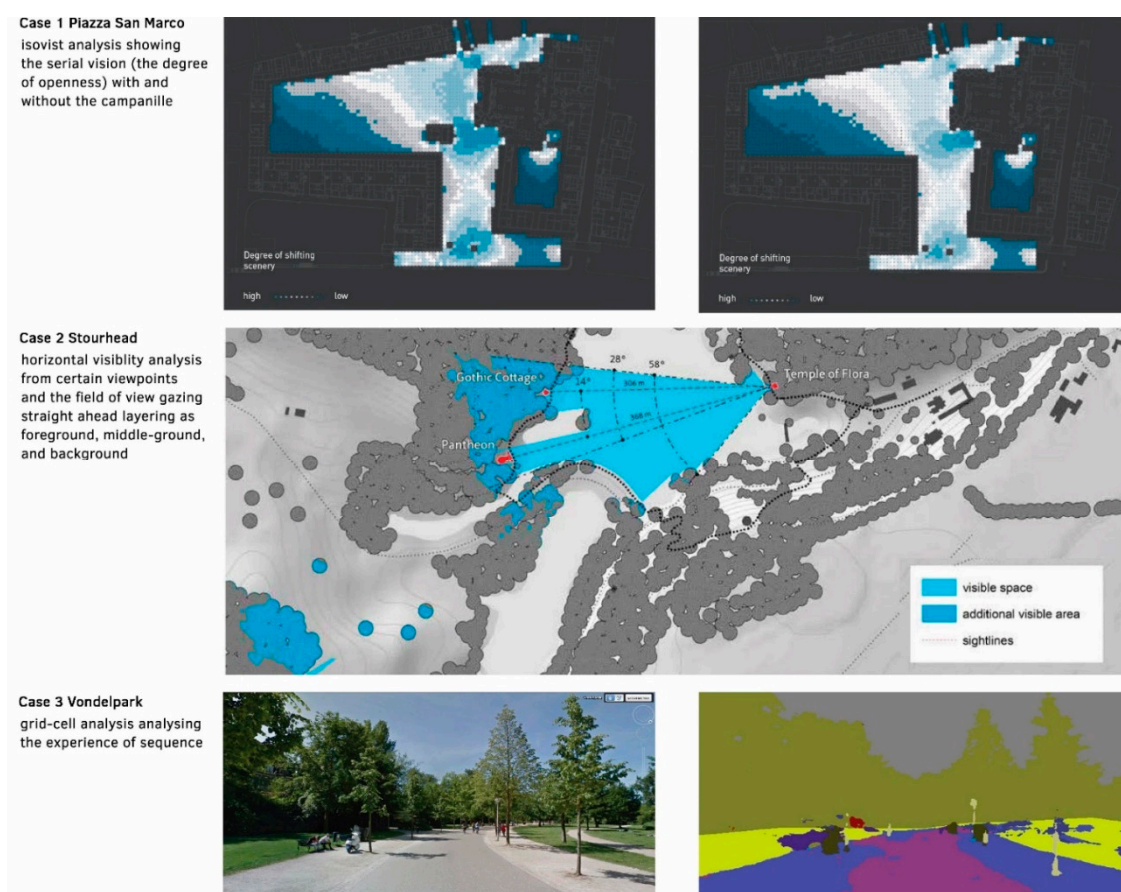 Case 1 Piazza San Marco
isovist analysis showing
the serial vision (the degree
of openness) with and
without the campanille
Degree of shifting
scenery
high low
Degree of shifting
scenery
high low
Case 2 Stourhead
horizontal visiblity analysis
from certain viewpoints
and the field of view gazing
straight ahead layering as
foreground, middle-ground,
and background
Gothic Cottage
Pantheon
14°
28°
58°
306 m
368 m
Temple of Flora
visible space
additional visible area
sightlines
Case 3 Vondelpark
grid-cell analysis analysing
the experience of sequence